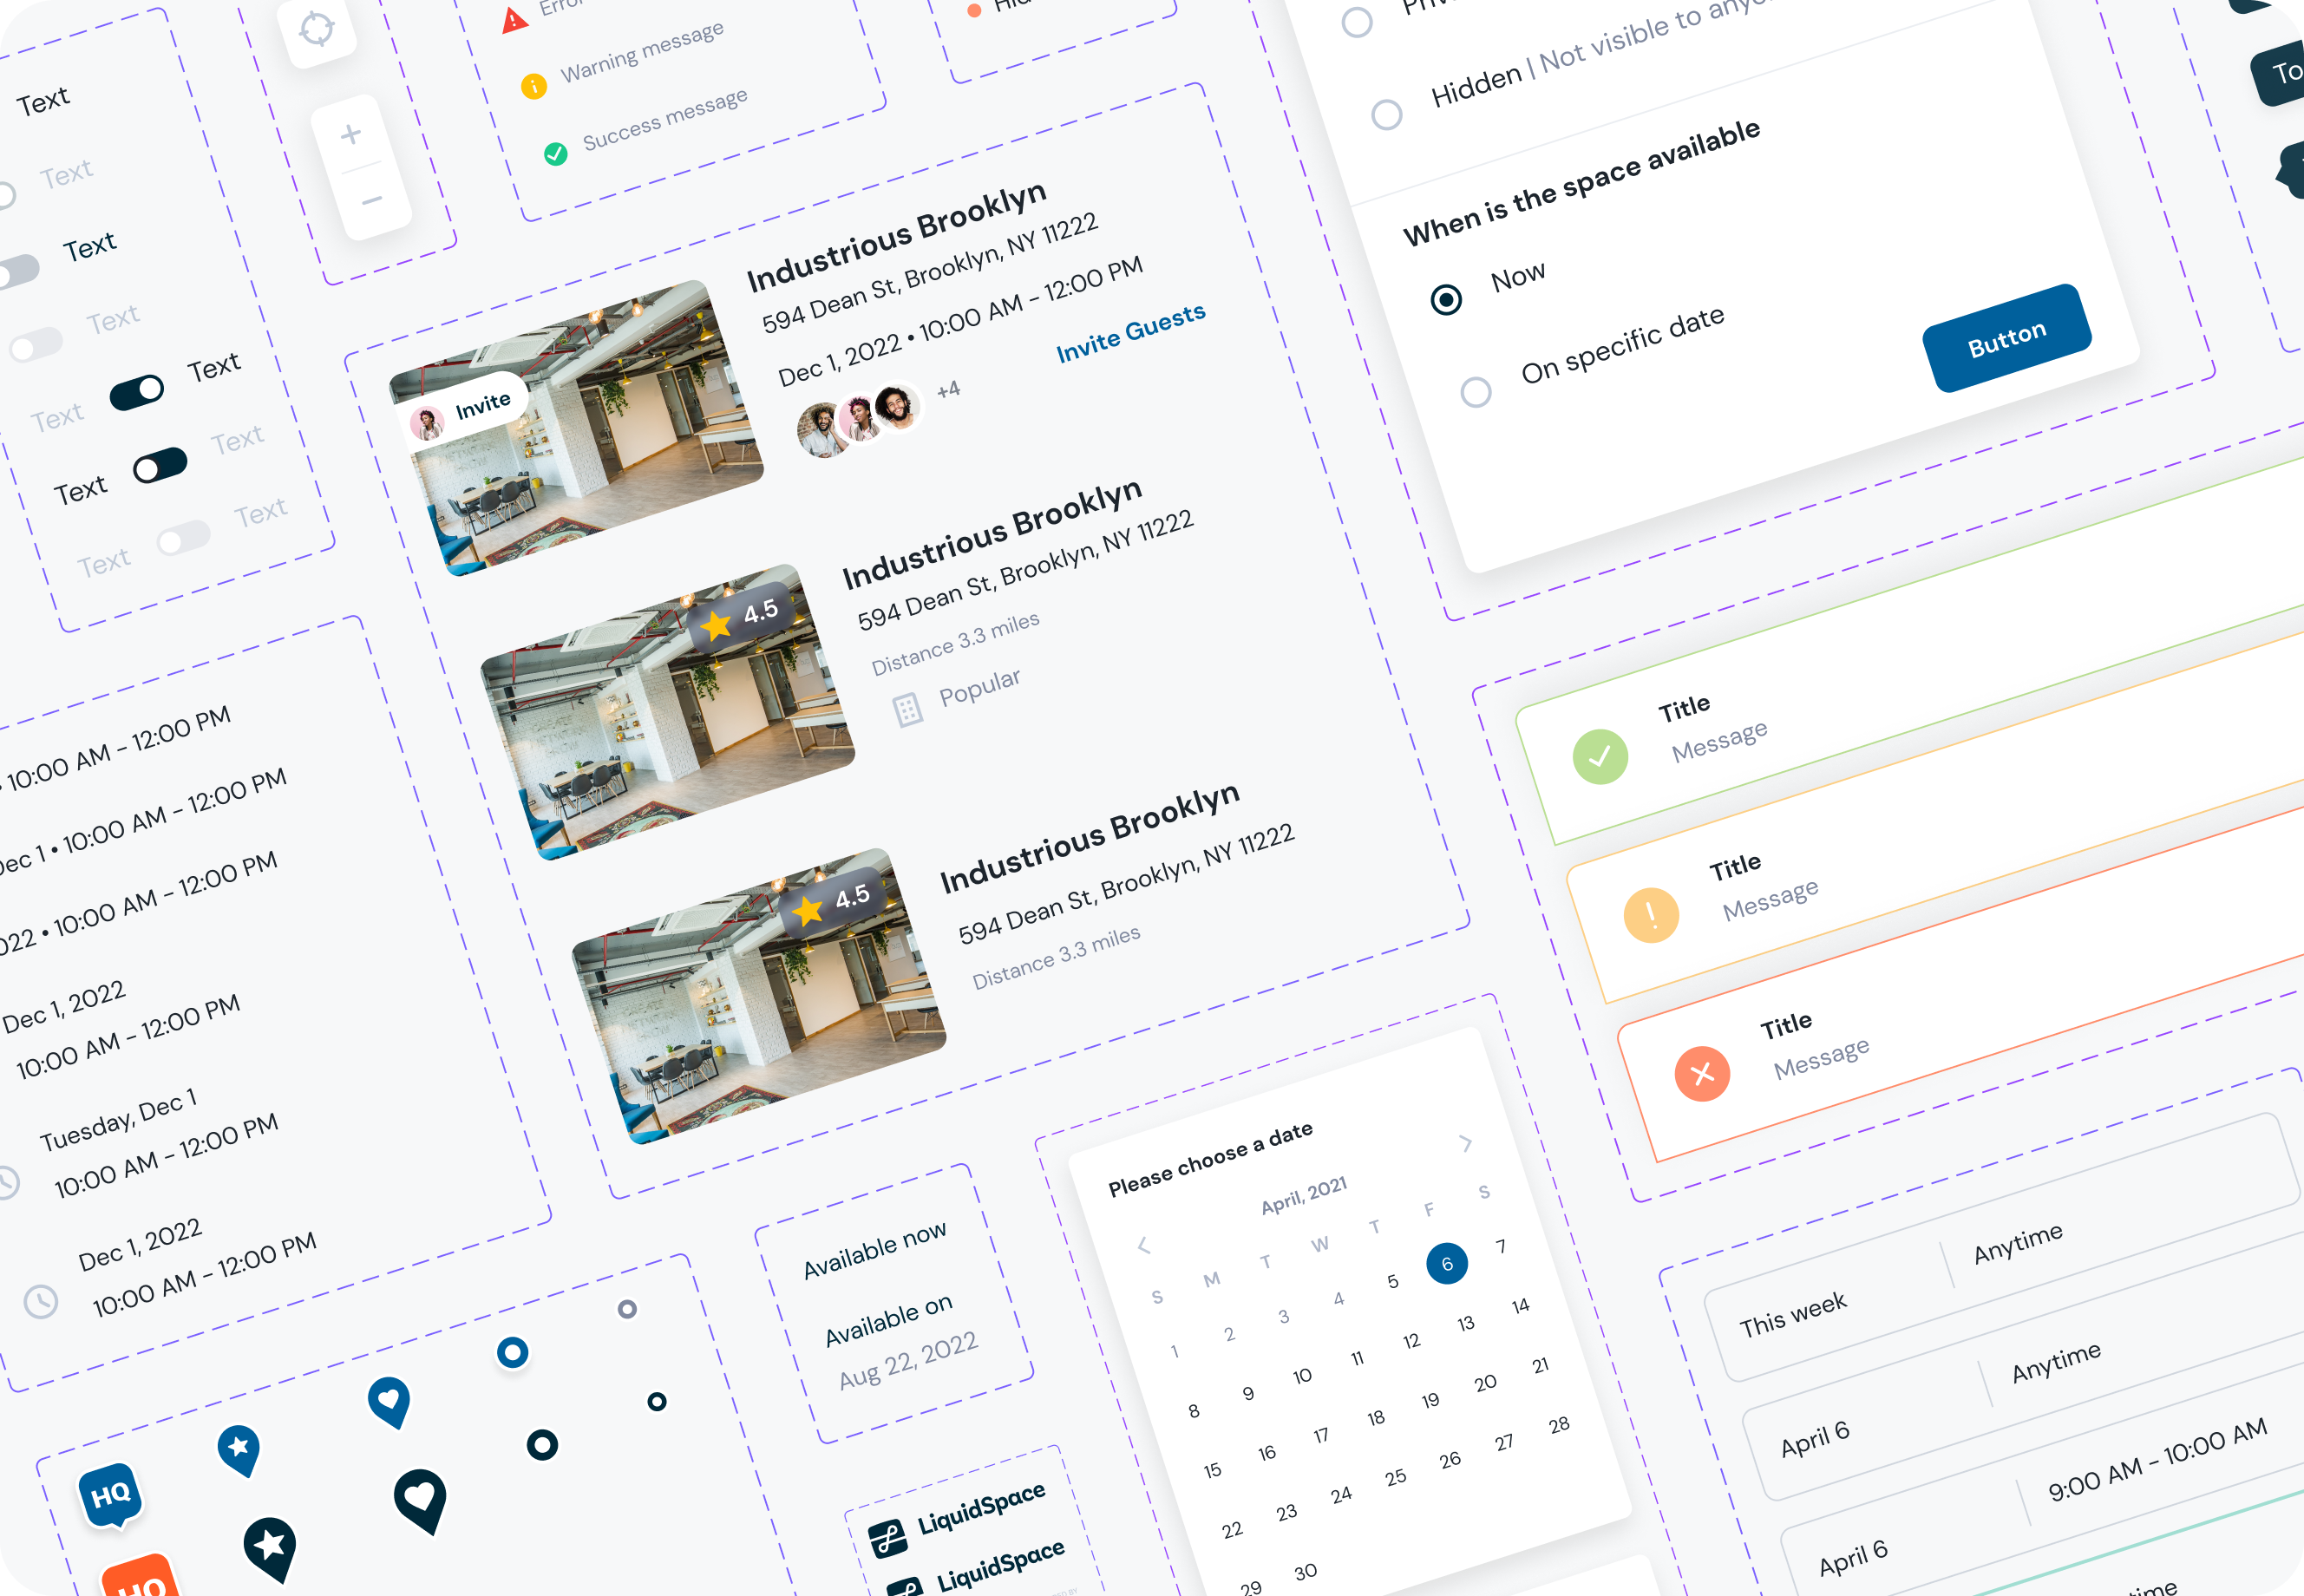 Text
Text
Text
Text
Text
Text
Text
Text
Text
Text
Warning message
Success message
Invite
Industrious Brooklyn
594 Dean St, Brooklyn, NY 11222
Dec 1, 2022 • 10:00 AM - 12:00 PM
+4
Invite Guests
4.5
Industrious Brooklyn
594 Dean St, Brooklyn, NY 11222
Distance 3.3 miles
Popular
4.5
Industrious Brooklyn
594 Dean St, Brooklyn, NY 11222
Distance 3.3 miles
Hidden | Not visible to
When is the space available
Now
On specific date
Button
Title
Message
Title
Message
Title
Message
• 10:00 AM - 12:00 PM
Dec 1 • 10:00 AM - 12:00 PM
• 10:00 AM - 12:00 PM
Dec 1, 2022
10:00 AM - 12:00 PM
Tuesday, Dec 1
10:00 AM - 12:00 PM
Dec 1, 2022
10:00 AM - 12:00 PM
HQ
HQ
Available now
Available on
Aug 22, 2022
LiquidSpace
LiquidSpace
Please choose a date
April, 2021
S M T W T F S
1 2 3 4 5 6 7
8 9 10 11 12 13 14
15 16 17 18 19 20 21
22 23 24 25 26 27 28
29 30
This week Anytime
April 6 Anytime
April 6 9:00 AM - 10:00 AM